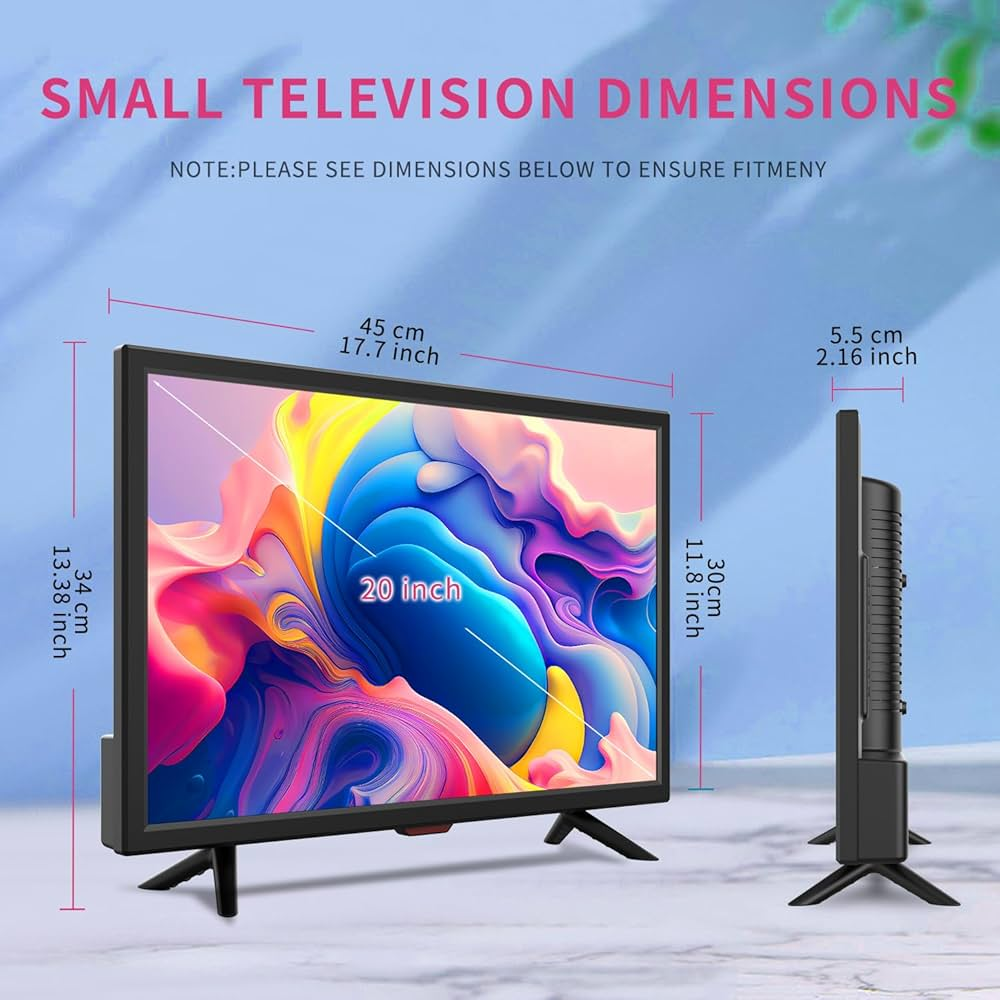 SMALL TELEVISION DIMENSIONS
NOTE:PLEASE SEE DIMENSIONS BELOW TO ENSURE FITMENY
45 cm
17.7 inch
5.5 cm
2.16 inch
34 cm
13.38 inch
20 inch
30cm
11.8 inch